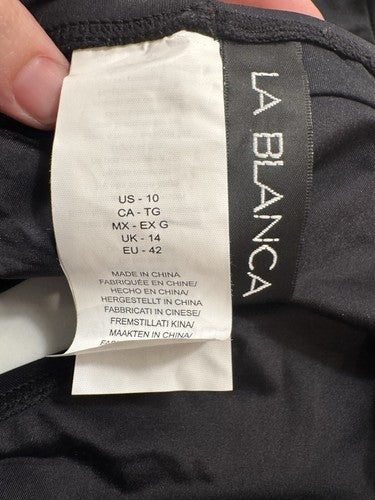 LA BLANCA
US - 10
CA - TG
MX - EX G
UK - 14
EU - 42
MADE IN CHINA
FABRIQUÉE EN CHINE/
HECHO EN CHINA/
HERGESTELLT IN CHINA/
FABBRICATI IN CINESE/
FREMSTILLATI KINA/
MAAKTEN IN CHINA/